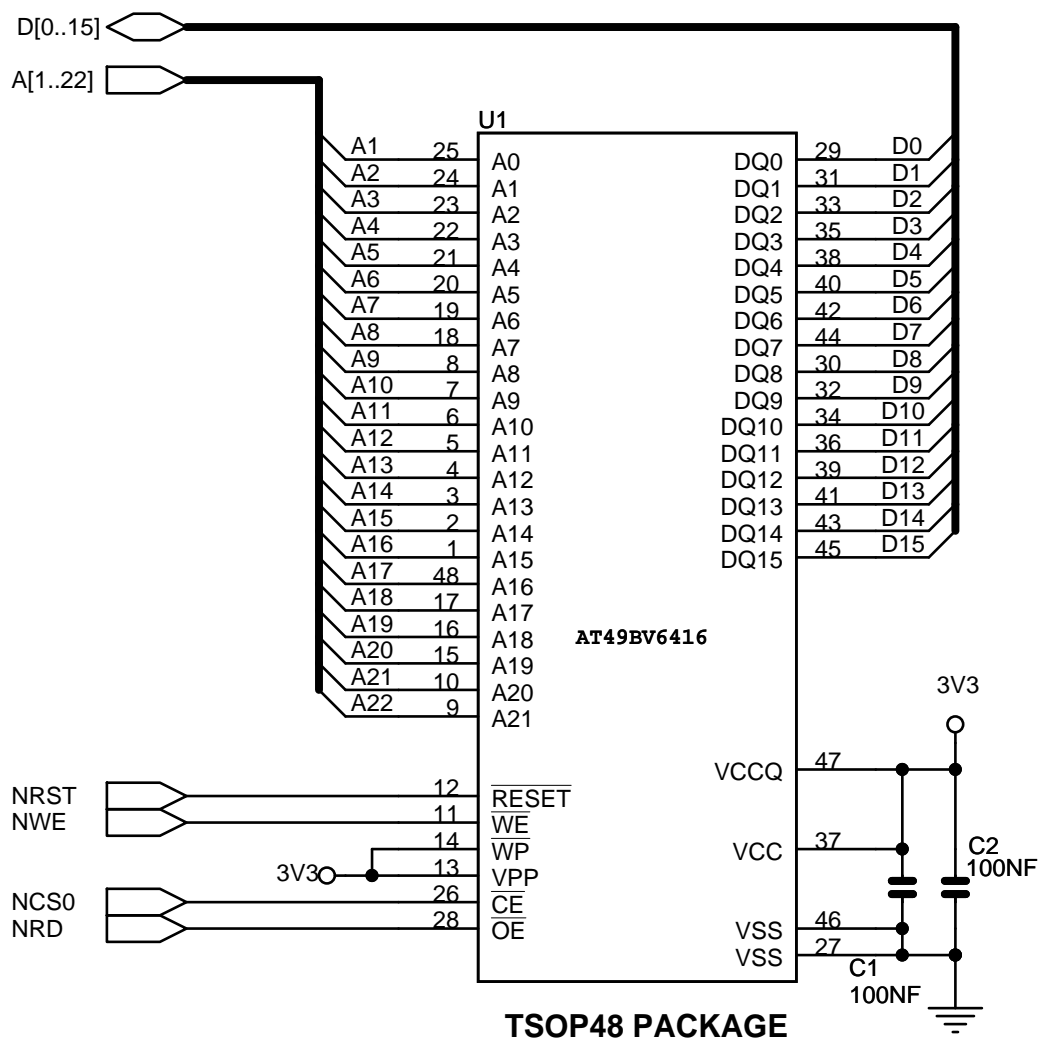 D[0..15]
A[1..22]
U1
A1 25 A0 DQ0 29 D0
A2 24 A1 DQ1 31 D1
A3 23 A2 DQ2 33 D2
A4 22 A3 DQ3 35 D3
A5 21 A4 DQ4 38 D4
A6 20 A5 DQ5 40 D5
A7 19 A6 DQ6 42 D6
A8 18 A7 DQ7 44 D7
A9 8 A8 DQ8 30 D8
A10 7 A9 DQ9 32 D9
A11 6 A10 DQ10 34 D10
A12 5 A11 DQ11 36 D11
A13 4 A12 DQ12 39 D12
A14 3 A13 DQ13 41 D13
A15 2 A14 DQ14 43 D14
A16 1 A15 DQ15 45 D15
A17 48 A16
A18 17 A17
A19 16 A18 AT49BV6416
A20 15 A19
A21 10 A20
A22 9 A21
3V3
VCCQ 47
NRST 12 RESET
NWE 11 WE
14 WP VCC 37
3V3 13 VPP
C2
100NF
NCS0 26 CE
NRD 28 OE
VSS 46
VSS 27
C1
100NF
TSOP48 PACKAGE